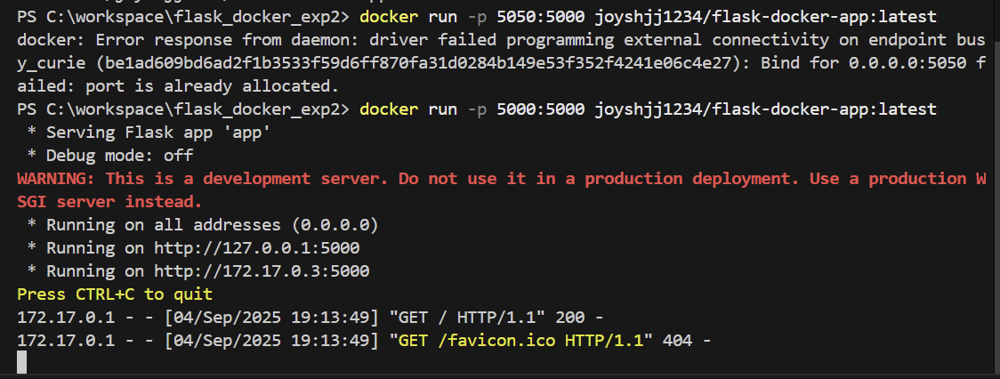 PS C:\workspace\flask_docker_exp2> docker run -p 5050:5000 joyshjj1234/flask-docker-app:latest
docker: Error response from daemon: driver failed programming external connectivity on endpoint bus
y_curie (be1ad609bd6ad2f1b3533f59d6ff870fa31d0284b149e53f352f4241e06c4e27): Bind for 0.0.0.0:5050 f
ailed: port is already allocated.
PS C:\workspace\flask_docker_exp2> docker run -p 5000:5000 joyshjj1234/flask-docker-app:latest
 * Serving Flask app 'app'
 * Debug mode: off
WARNING: This is a development server. Do not use it in a production deployment. Use a production W
SGI server instead.
 * Running on all addresses (0.0.0.0)
 * Running on http://127.0.0.1:5000
 * Running on http://172.17.0.3:5000
Press CTRL+C to quit
172.17.0.1 - - [04/Sep/2025 19:13:49] "GET / HTTP/1.1" 200 -
172.17.0.1 - - [04/Sep/2025 19:13:49] "GET /favicon.ico HTTP/1.1" 404 -